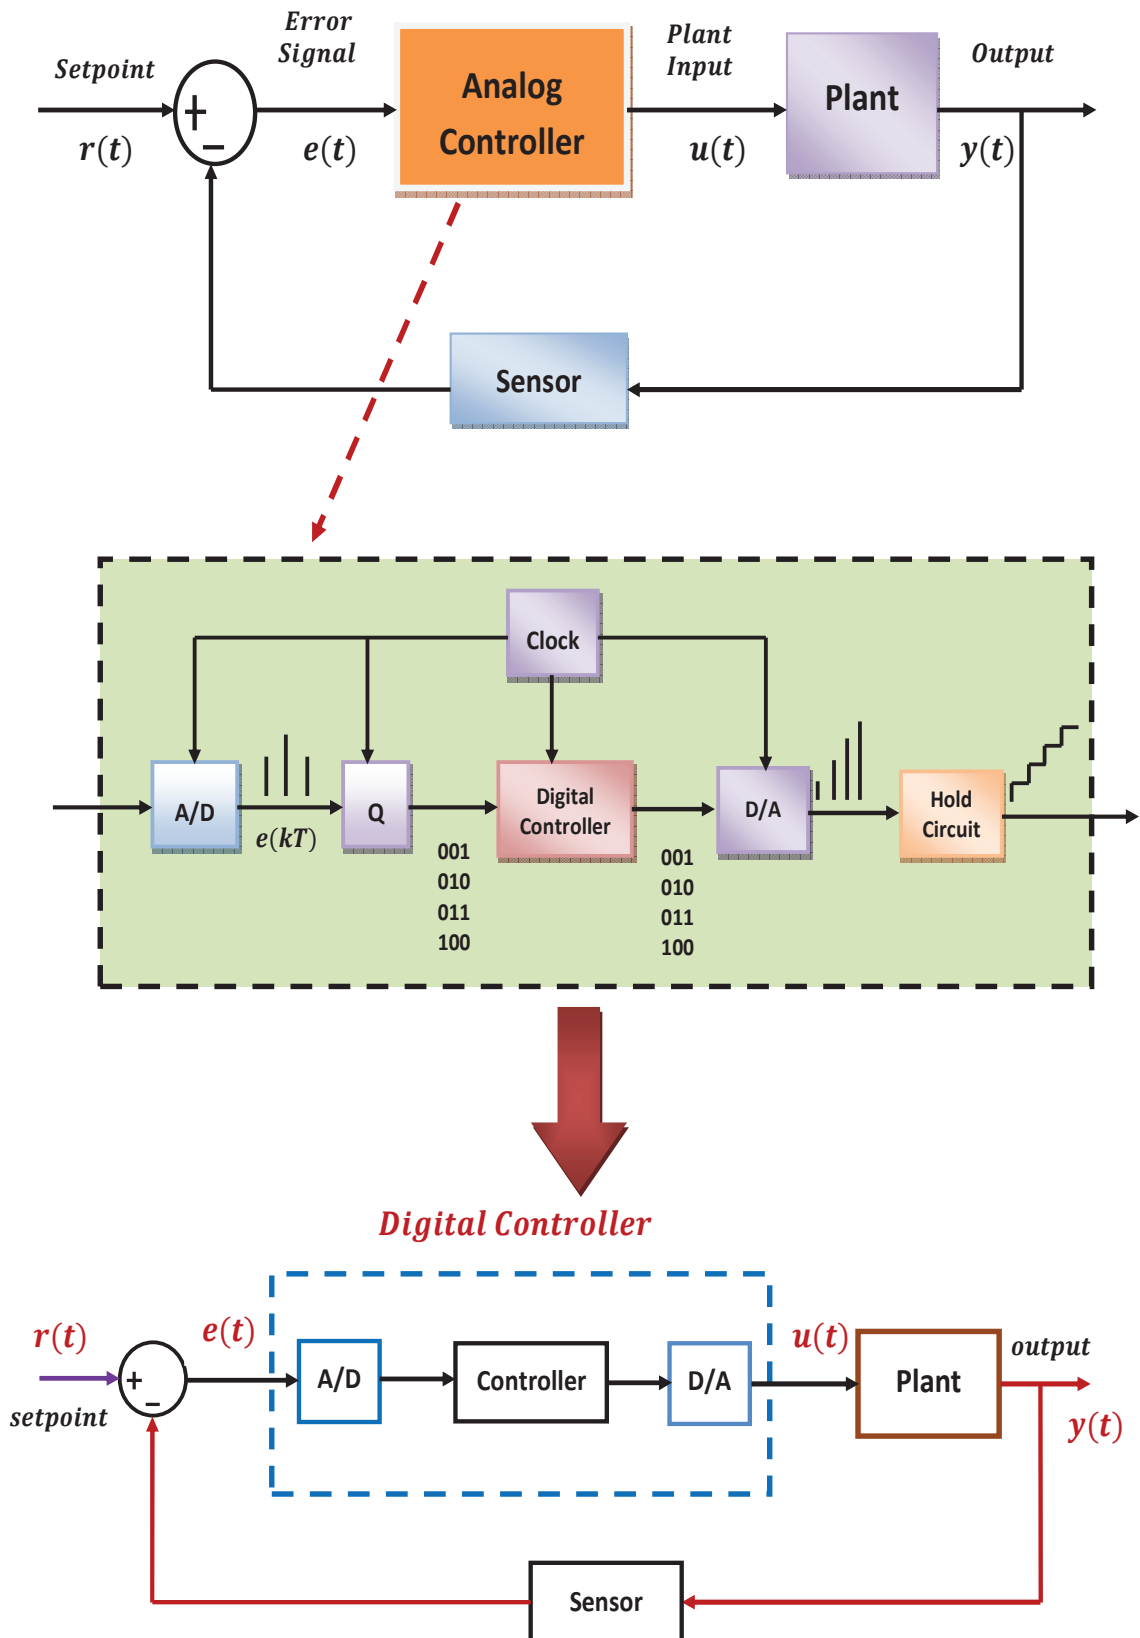 Error
Signal
Setpoint
Analog
Controller
Plant
Input
Plant
Output
+
−
r(t)
e(t)
u(t)
y(t)
Sensor
Clock
A/D
e(kT)
Q
Digital
Controller
D/A
Hold
Circuit
001
010
011
100
001
010
011
100
Digital Controller
r(t)
setpoint
+
−
e(t)
A/D
Controller
D/A
u(t)
Plant
output
y(t)
Sensor